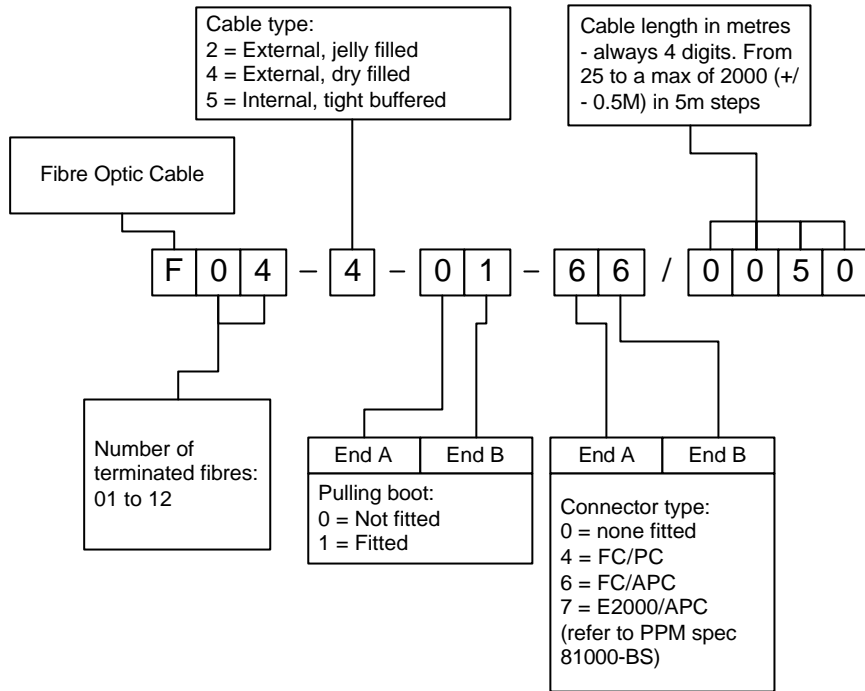 Cable type:
2 = External, jelly filled
4 = External, dry filled
5 = Internal, tight buffered
Cable length in metres
- always 4 digits. From
25 to a max of 2000 (+/
- 0.5M) in 5m steps
Fibre Optic Cable
F 0 4 – 4 - 0 1 - 6 6 / 0 0 5 0
Number of
terminated fibres:
01 to 12
End A
End B
Pulling boot:
0 = Not fitted
1 = Fitted
End A
End B
Connector type:
0 = none fitted
4 = FC/PC
6 = FC/APC
7 = E2000/APC
(refer to PPM spec
81000-BS)